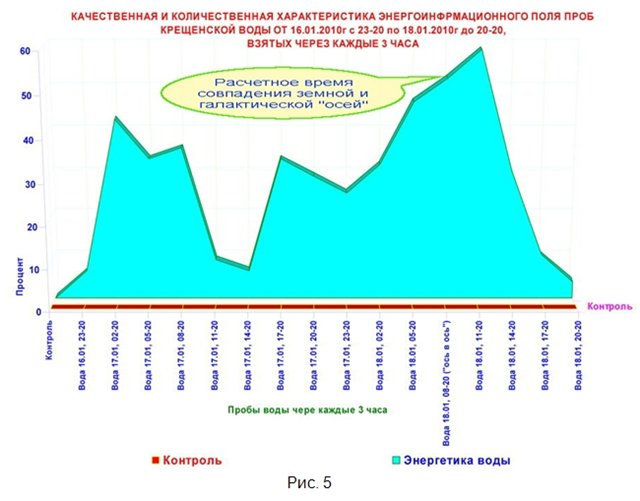 КАЧЕСТВЕННАЯ И КОЛИЧЕСТВЕННАЯ ХАРАКТЕРИСТИКА ЭНЕРГОИНФРМАЦИОННОГО ПОЛЯ ПРОБ
КРЕЩЕНСКОЙ ВОДЫ ОТ 16.01.2010г с 23-20 по 18.01.2010г до 20-20,
ВЗЯТЫХ ЧЕРЕЗ КАЖДЫЕ 3 ЧАСА
Расчетное время
совпадения земной и
галактической "осей"
60
50
40
30
20
10
0
Процент
Контроль
Контроль
Вода 16.01, 23-20
Вода 17.01, 02-20
Вода 17.01, 05-20
Вода 17.01, 08-20
Вода 17.01, 11-20
Вода 17.01, 14-20
Вода 17.01, 17-20
Вода 17.01, 20-20
Вода 17.01, 23-20
Вода 18.01, 02-20
Вода 18.01, 05-20
Вода 18.01, 08-20 ("ось в ось")
Вода 18.01, 11-20
Вода 18.01, 14-20
Вода 18.01, 17-20
Вода 18.01, 20-20
Пробы воды чере каждые 3 часа
Контроль
Энергетика воды
Рис. 5